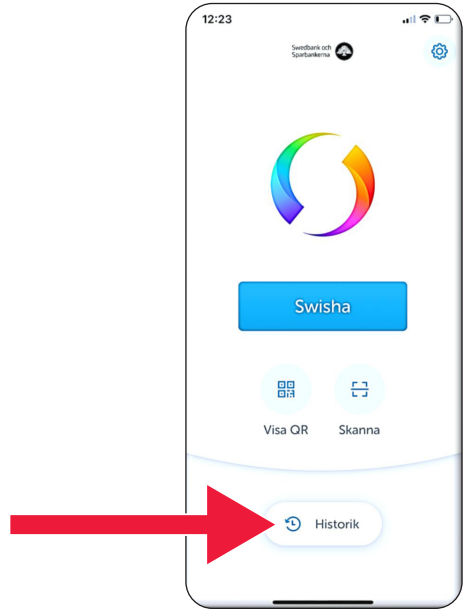 12:23
Swedbank och
Sparbankerna
Swisha
Visa QR
Skanna
Historik